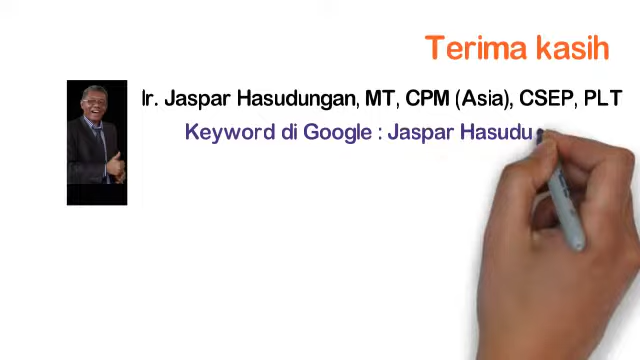 Terima kasih
Ir. Jaspar Hasudungan, MT, CPM (Asia), CSEP, PLT
Keyword di Google : Jaspar Hasudu